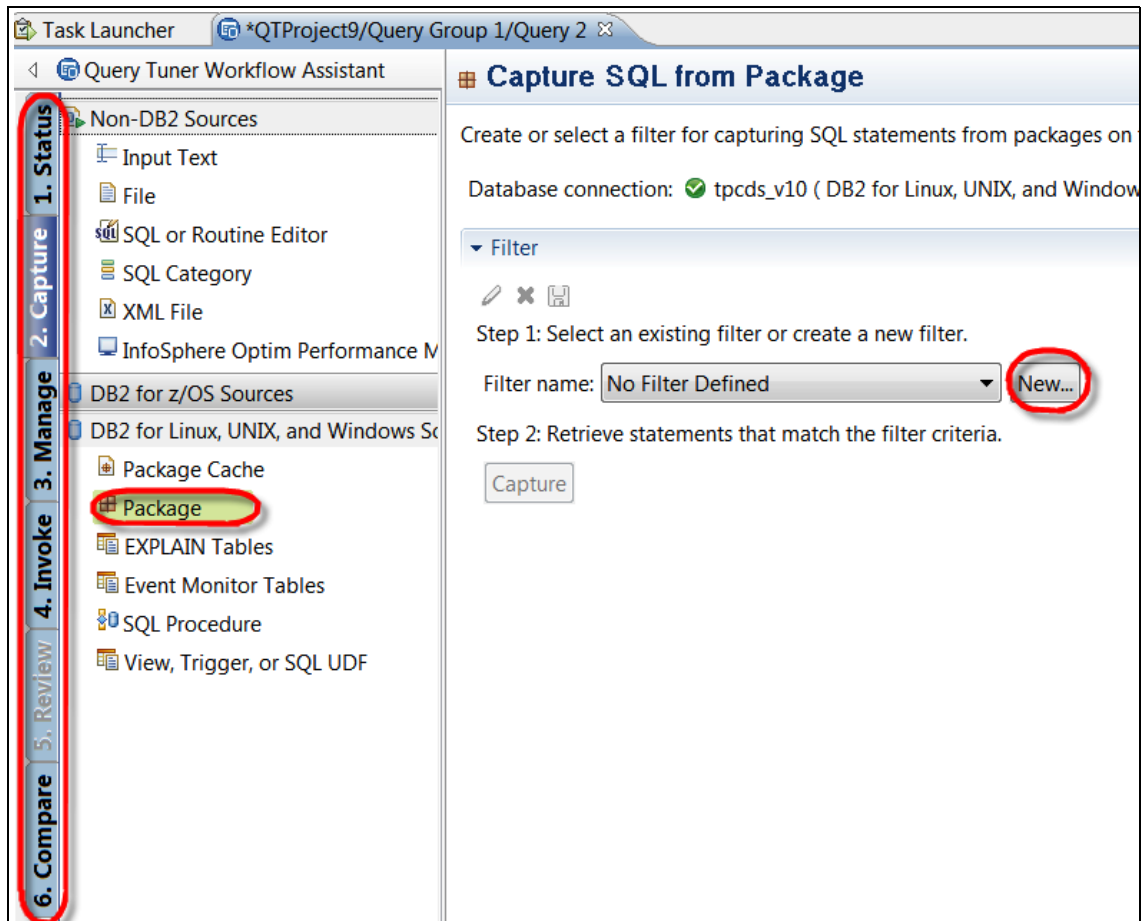 Task Launcher
*QTProject9/Query Group 1/Query 2
Query Tuner Workflow Assistant
1. Status
2. Capture
3. Manage
4. Invoke
5. Review
6. Compare
Non-DB2 Sources
Input Text
File
SQL or Routine Editor
SQL Category
XML File
InfoSphere Optim Performance M
DB2 for z/OS Sources
DB2 for Linux, UNIX, and Windows So
Package Cache
Package
EXPLAIN Tables
Event Monitor Tables
SQL Procedure
View, Trigger, or SQL UDF
Capture SQL from Package
Create or select a filter for capturing SQL statements from packages on
Database connection: tpcds_v10 ( DB2 for Linux, UNIX, and Window
Filter
Step 1: Select an existing filter or create a new filter.
Filter name: No Filter Defined New...
Step 2: Retrieve statements that match the filter criteria.
Capture